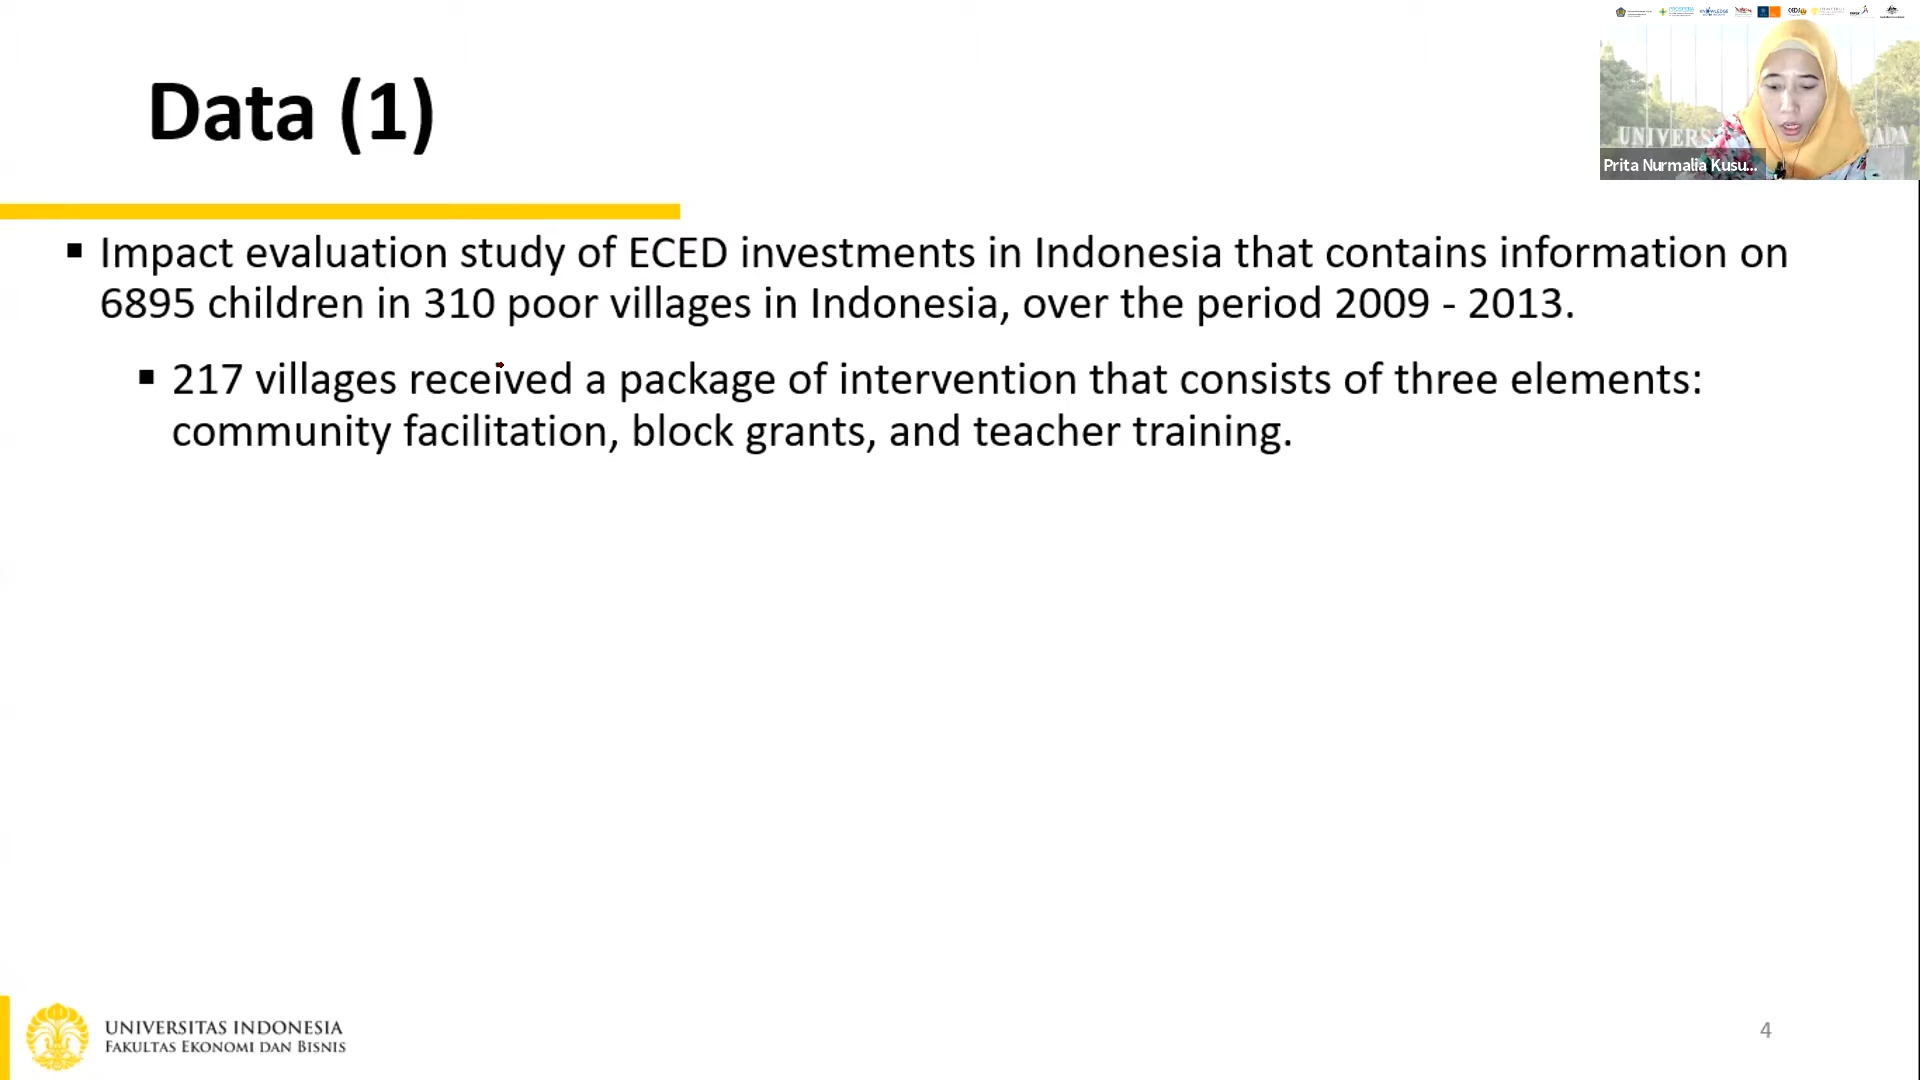 Data (1)
Prita Nurmalia Kusu...
▪ Impact evaluation study of ECED investments in Indonesia that contains information on
6895 children in 310 poor villages in Indonesia, over the period 2009 - 2013.
▪ 217 villages received a package of intervention that consists of three elements:
community facilitation, block grants, and teacher training.
UNIVERSITAS INDONESIA
FAKULTAS EKONOMI DAN BISNIS
4